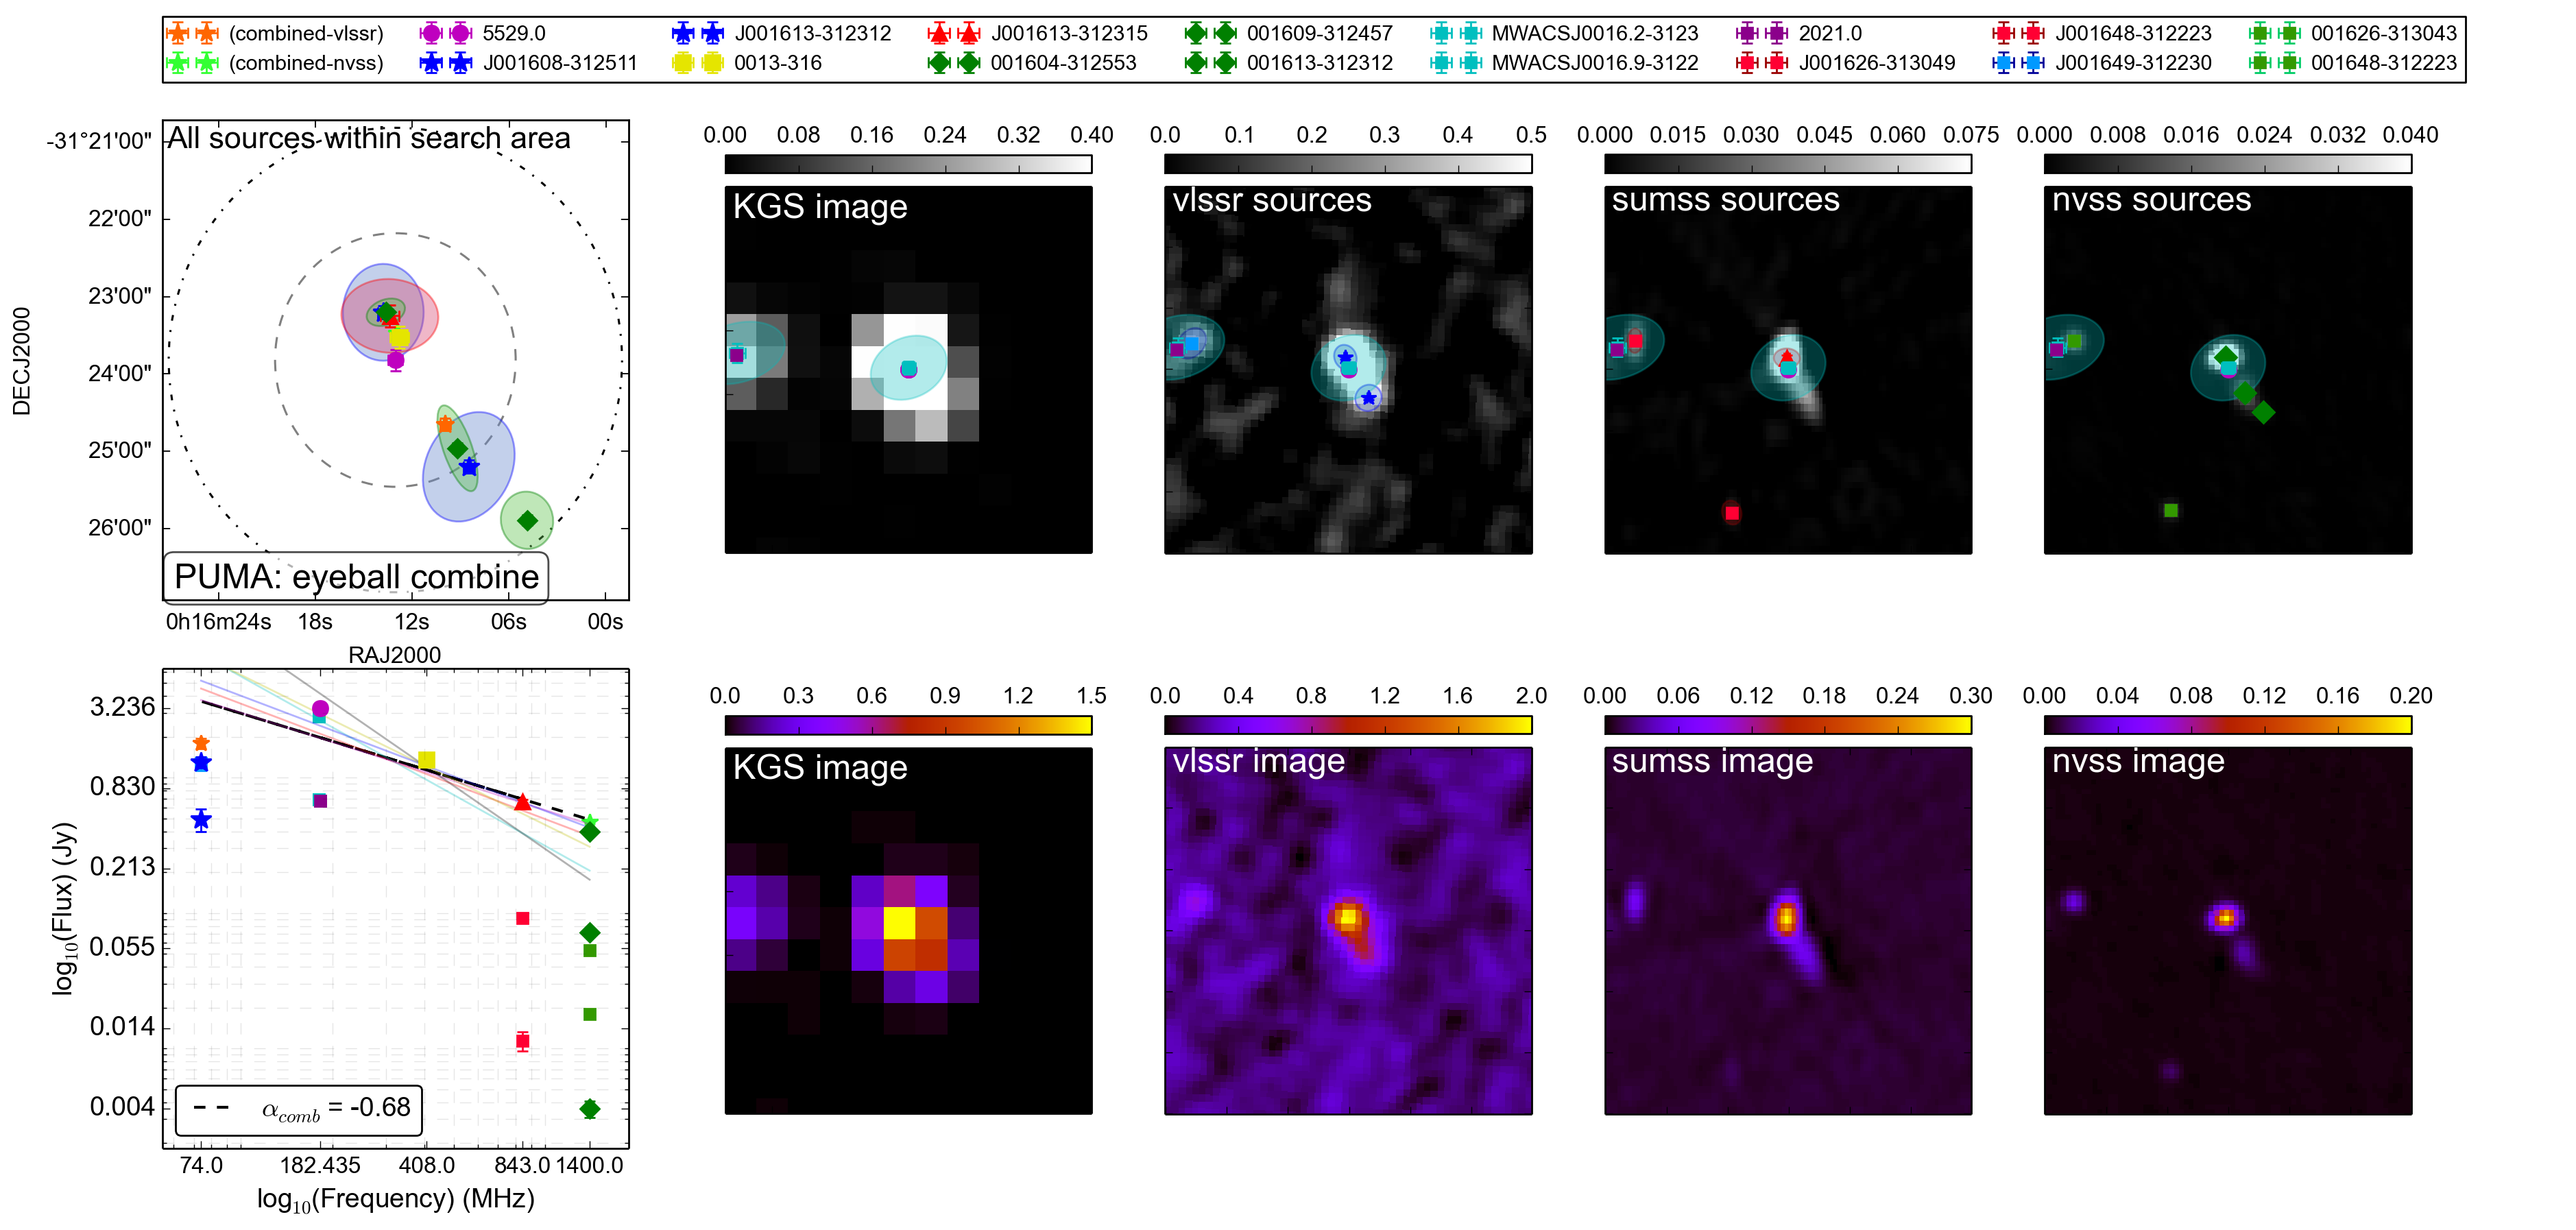 (combined-vlssr) 5529.0 J001613-312312 J001613-312315 001609-312457 MWACSJ0016.2-3123 2021.0 J001648-312223 001626-313043
(combined-nvss) J001608-312511 0013-316 001604-312553 001613-312312 MWACSJ0016.9-3122 J001626-313049 J001649-312230 001648-312223
-31°21'00"
22'00"
23'00"
24'00"
25'00"
26'00"
DECJ2000
All sources within search area
PUMA: eyeball combine
0h16m24s 18s 12s 06s 00s
RAJ2000
0.00 0.08 0.16 0.24 0.32 0.40
KGS image
0.0 0.1 0.2 0.3 0.4 0.5
vlssr sources
0.000 0.015 0.030 0.045 0.060 0.075
sumss sources
0.000 0.008 0.016 0.024 0.032 0.040
nvss sources
3.236
0.830
0.213
0.055
0.014
0.004
log10(Flux) (Jy)
αcomb = -0.68
74.0 182.435 408.0 843.0 1400.0
log10(Frequency) (MHz)
0.0 0.3 0.6 0.9 1.2 1.5
KGS image
0.0 0.4 0.8 1.2 1.6 2.0
vlssr image
0.00 0.06 0.12 0.18 0.24 0.30
sumss image
0.00 0.04 0.08 0.12 0.16 0.20
nvss image